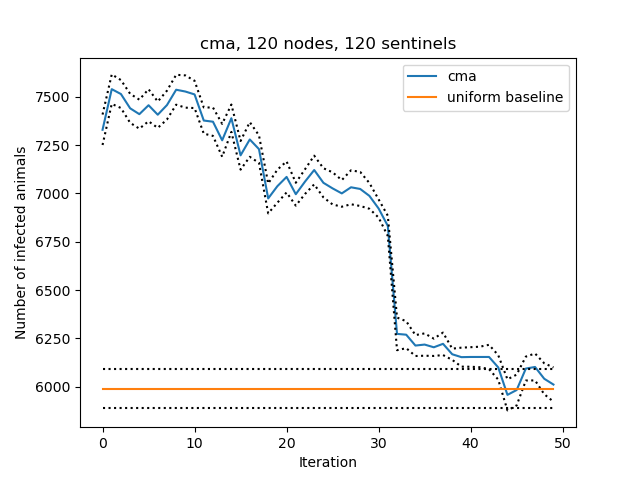 cma, 120 nodes, 120 sentinels
cma
uniform baseline
Number of infected animals
7500
7250
7000
6750
6500
6250
6000
0 10 20 30 40 50
Iteration